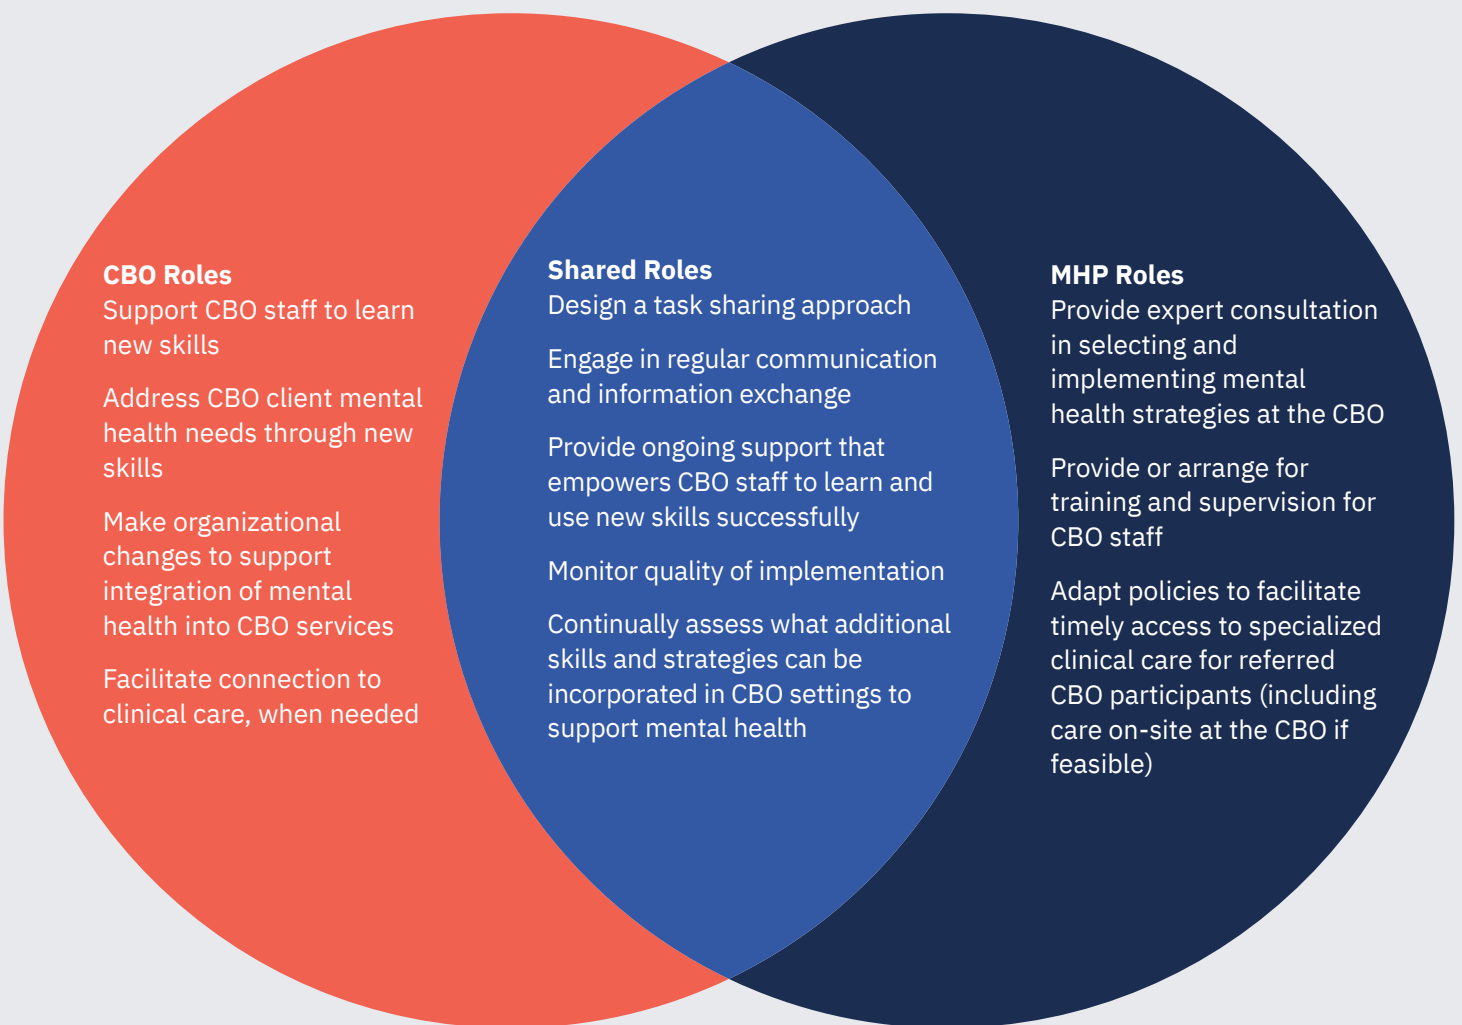 CBO Roles
Support CBO staff to learn
new skills
Address CBO client mental
health needs through new
skills
Make organizational
changes to support
integration of mental
health into CBO services
Facilitate connection to
clinical care, when needed
Shared Roles
Design a task sharing approach
Engage in regular communication
and information exchange
Provide ongoing support that
empowers CBO staff to learn and
use new skills successfully
Monitor quality of implementation
Continually assess what additional
skills and strategies can be
incorporated in CBO settings to
support mental health
MHP Roles
Provide expert consultation
in selecting and
implementing mental
health strategies at the CBO
Provide or arrange for
training and supervision for
CBO staff
Adapt policies to facilitate
timely access to specialized
clinical care for referred
CBO participants (including
care on-site at the CBO if
feasible)